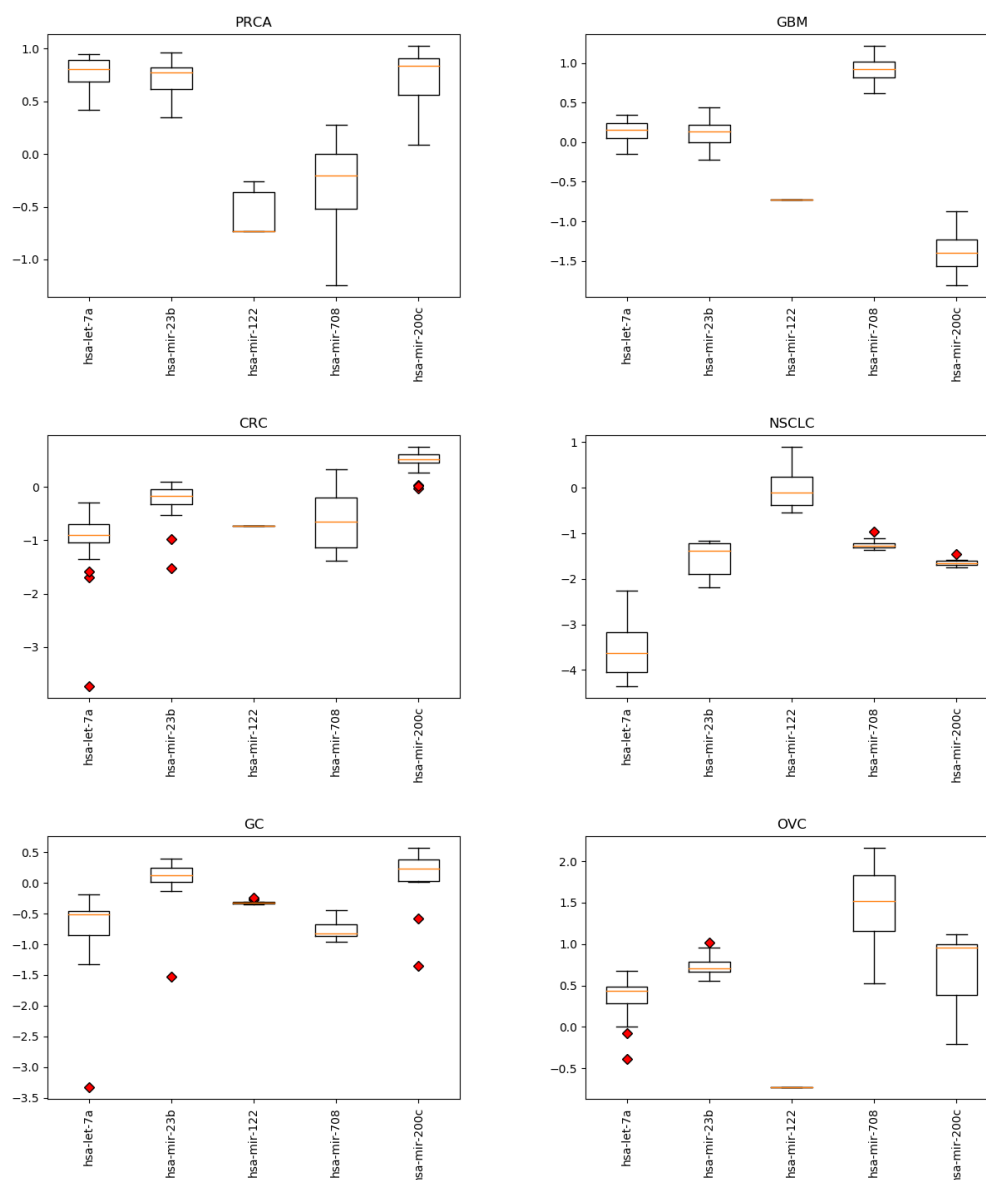 PRCA
1.0
0.5
0.0
−0.5
−1.0
hsa-let-7a
hsa-mir-23b
hsa-mir-122
hsa-mir-708
hsa-mir-200c
GBM
1.0
0.5
0.0
−0.5
−1.0
−1.5
hsa-let-7a
hsa-mir-23b
hsa-mir-122
hsa-mir-708
hsa-mir-200c
CRC
0
−1
−2
−3
hsa-let-7a
hsa-mir-23b
hsa-mir-122
hsa-mir-708
hsa-mir-200c
NSCLC
1
0
−1
−2
−3
−4
hsa-let-7a
hsa-mir-23b
hsa-mir-122
hsa-mir-708
hsa-mir-200c
GC
0.5
0.0
−0.5
−1.0
−1.5
−2.0
−2.5
−3.0
−3.5
hsa-let-7a
hsa-mir-23b
hsa-mir-122
hsa-mir-708
hsa-mir-200c
OVC
2.0
1.5
1.0
0.5
0.0
−0.5
hsa-let-7a
hsa-mir-23b
hsa-mir-122
hsa-mir-708
hsa-mir-200c